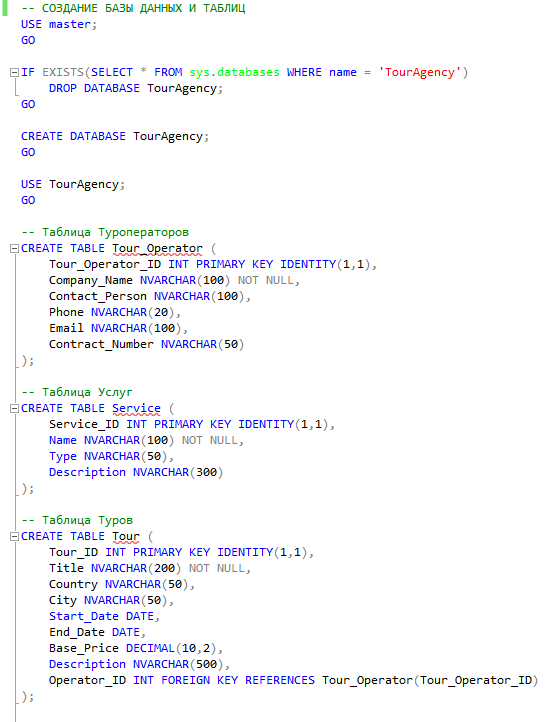 -- СОЗДАНИЕ БАЗЫ ДАННЫХ И ТАБЛИЦ
USE master;
GO
IF EXISTS(SELECT * FROM sys.databases WHERE name = 'TourAgency')
    DROP DATABASE TourAgency;
GO
CREATE DATABASE TourAgency;
GO
USE TourAgency;
GO
-- Таблица Туроператоров
CREATE TABLE Tour_Operator (
    Tour_Operator_ID INT PRIMARY KEY IDENTITY(1,1),
    Company_Name NVARCHAR(100) NOT NULL,
    Contact_Person NVARCHAR(100),
    Phone NVARCHAR(20),
    Email NVARCHAR(100),
    Contract_Number NVARCHAR(50)
);
-- Таблица Услуг
CREATE TABLE Service (
    Service_ID INT PRIMARY KEY IDENTITY(1,1),
    Name NVARCHAR(100) NOT NULL,
    Type NVARCHAR(50),
    Description NVARCHAR(300)
);
-- Таблица Туров
CREATE TABLE Tour (
    Tour_ID INT PRIMARY KEY IDENTITY(1,1),
    Title NVARCHAR(200) NOT NULL,
    Country NVARCHAR(50),
    City NVARCHAR(50),
    Start_Date DATE,
    End_Date DATE,
    Base_Price DECIMAL(10,2),
    Description NVARCHAR(500),
    Operator_ID INT FOREIGN KEY REFERENCES Tour_Operator(Tour_Operator_ID)
);